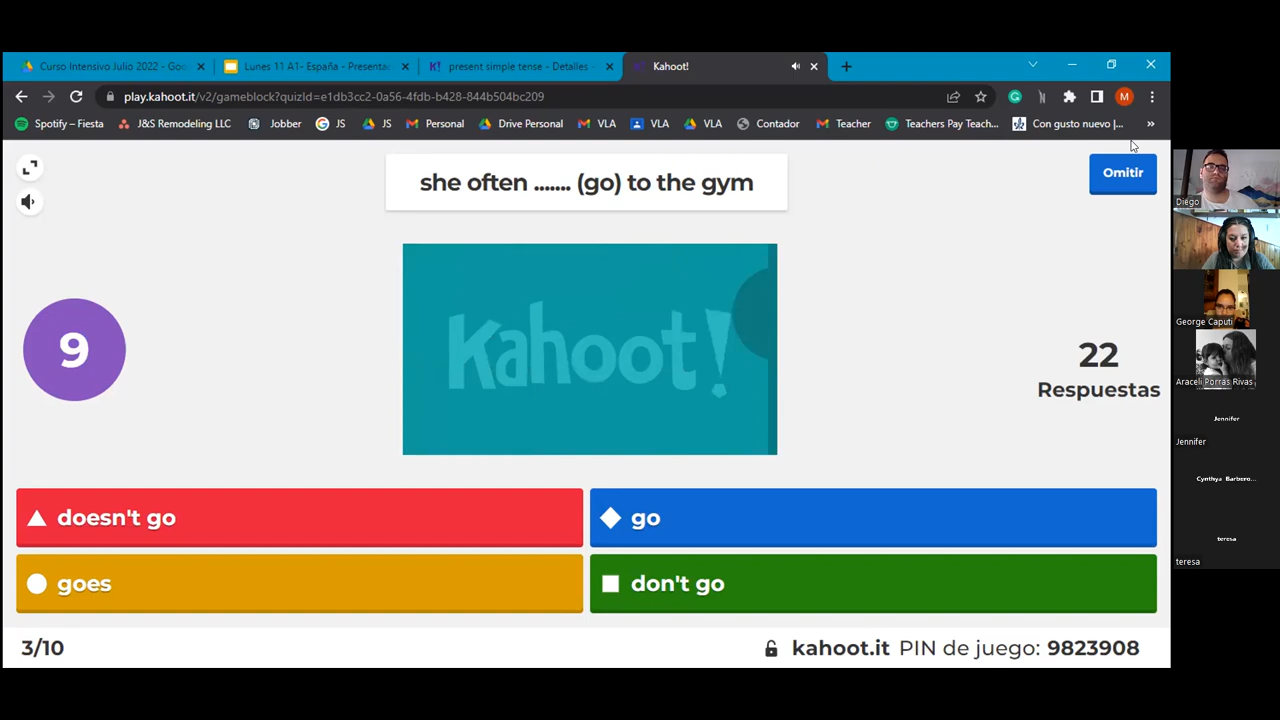 Curso Intensivo Julio 2022 - Goo
Lunes 11 A1- España - Presentac
present simple tense - Detalles -
Kahoot!
play.kahoot.it/v2/gameblock?quizId=e1db3cc2-0a56-4fdb-b428-844b504bc209
M
Spotify – Fiesta
J&S Remodeling LLC
Jobber
JS
JS
Personal
Drive Personal
VLA
VLA
VLA
Contador
Teacher
Teachers Pay Teach...
Con gusto nuevo |...
she often ....... (go) to the gym
Omitir
Diego
9
Kahoot!
22
Respuestas
George Caputi
Araceli Porras Rivas
Jennifer
Jennifer
Cynthya Barbero...
teresa
teresa
doesn't go
go
goes
don't go
3/10
kahoot.it PIN de juego: 9823908